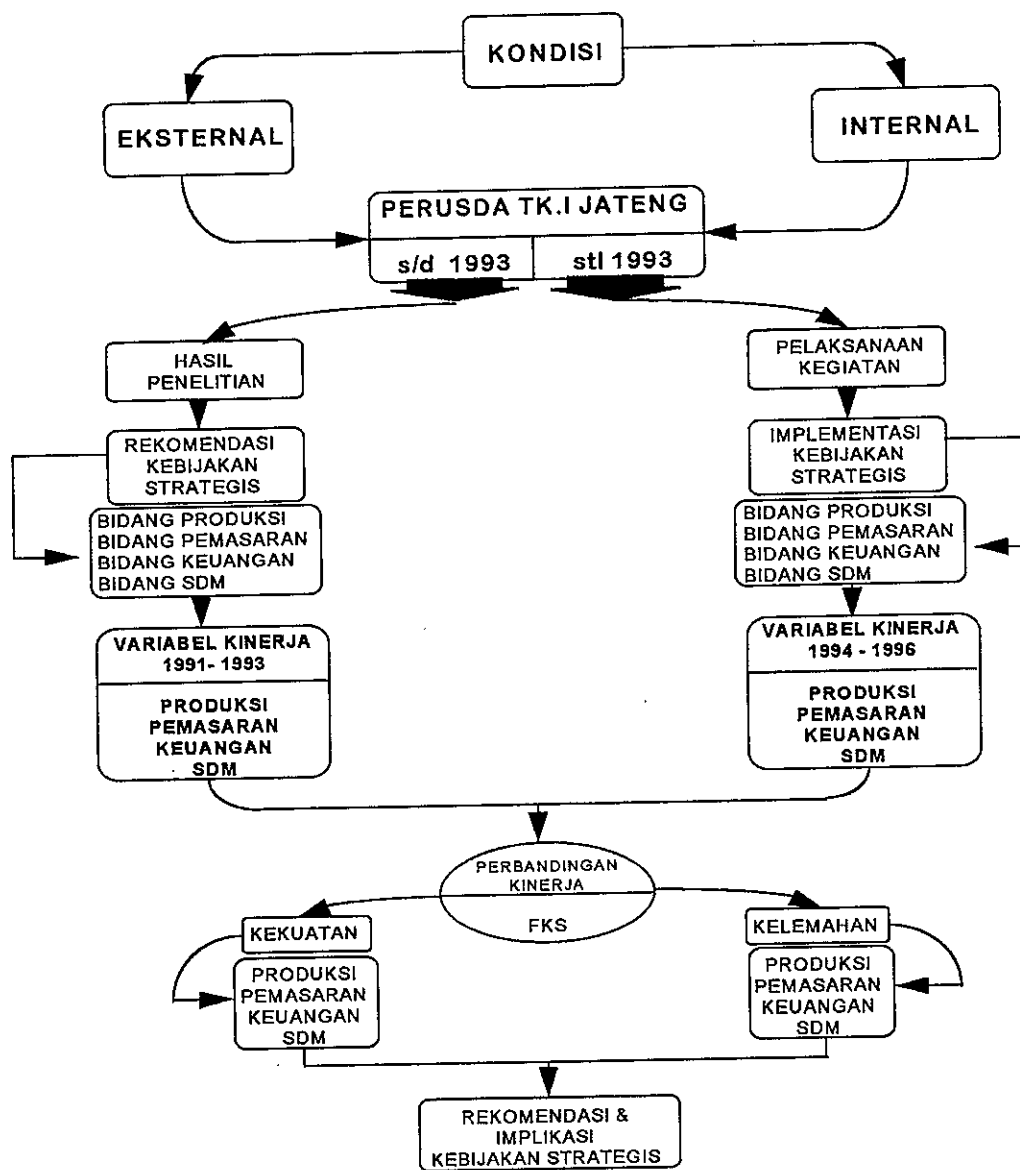 KONDISI
EKSTERNAL
INTERNAL
PERUSDA TK.I JATENG
s/d 1993
stl 1993
HASIL
PENELITIAN
REKOMENDASI
KEBIJAKAN
STRATEGIS
BIDANG PRODUKSI
BIDANG PEMASARAN
BIDANG KEUANGAN
BIDANG SDM
VARIABEL KINERJA
1991- 1993
PRODUKSI
PEMASARAN
KEUANGAN
SDM
PELAKSANAAN
KEGIATAN
IMPLEMENTASI
KEBIJAKAN
STRATEGIS
BIDANG PRODUKSI
BIDANG PEMASARAN
BIDANG KEUANGAN
BIDANG SDM
VARIABEL KINERJA
1994 - 1996
PRODUKSI
PEMASARAN
KEUANGAN
SDM
PERBANDINGAN
KINERJA
FKS
KEKUATAN
PRODUKSI
PEMASARAN
KEUANGAN
SDM
KELEMAHAN
PRODUKSI
PEMASARAN
KEUANGAN
SDM
REKOMENDASI &
IMPLIKASI
KEBIJAKAN STRATEGIS